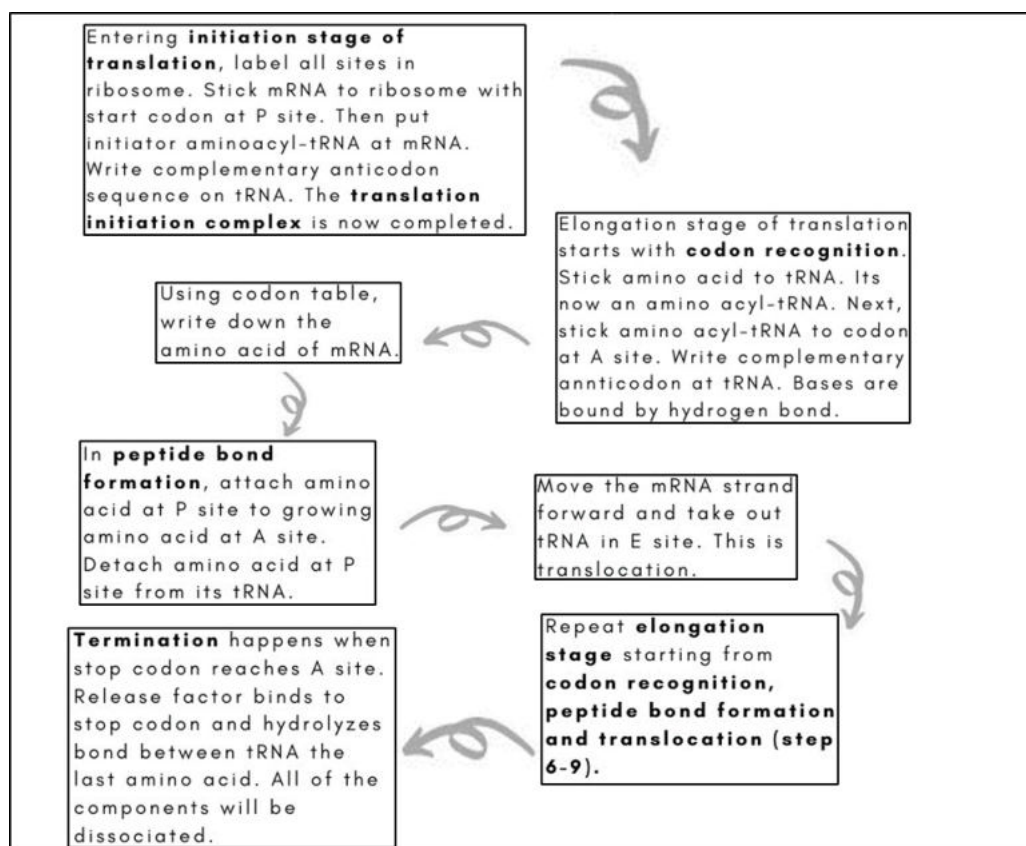 Entering initiation stage of
translation, label all sites in
ribosome. Stick mRNA to ribosome with
start codon at P site. Then put
initiator aminoacyl-tRNA at mRNA.
Write complementary anticodon
sequence on tRNA. The translation
initiation complex is now completed.
Elongation stage of translation
starts with codon recognition.
Stick amino acid to tRNA. Its
now an amino acyl-tRNA. Next,
stick amino acyl-tRNA to codon
at A site. Write complementary
annticodon at tRNA. Bases are
bound by hydrogen bond.
Using codon table,
write down the
amino acid of mRNA.
In peptide bond
formation, attach amino
acid at P site to growing
amino acid at A site.
Detach amino acid at P
site from its tRNA.
Move the mRNA strand
forward and take out
tRNA in E site. This is
translocation.
Repeat elongation
stage starting from
codon recognition,
peptide bond formation
and translocation (step
6-9).
Termination happens when
stop codon reaches A site.
Release factor binds to
stop codon and hydrolyzes
bond between tRNA the
last amino acid. All of the
components will be
dissociated.